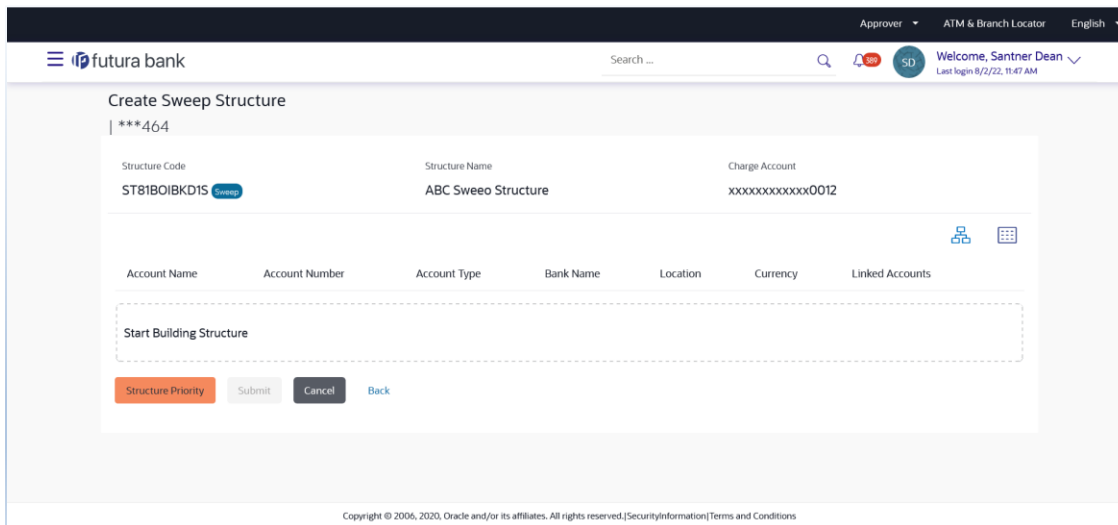 Approver ATM & Branch Locator English
futura bank Search ... 389 SD Welcome, Santner Dean
Last login 8/2/22, 11:47 AM
Create Sweep Structure
| ***464
Structure Code Structure Name Charge Account
ST81BOIBKD1S Sweep ABC Sweeo Structure xxxxxxxxxxxx0012
Account Name Account Number Account Type Bank Name Location Currency Linked Accounts
Start Building Structure
Structure Priority Submit Cancel Back
Copyright © 2006, 2020, Oracle and/or its affiliates. All rights reserved.|SecurityInformation|Terms and Conditions